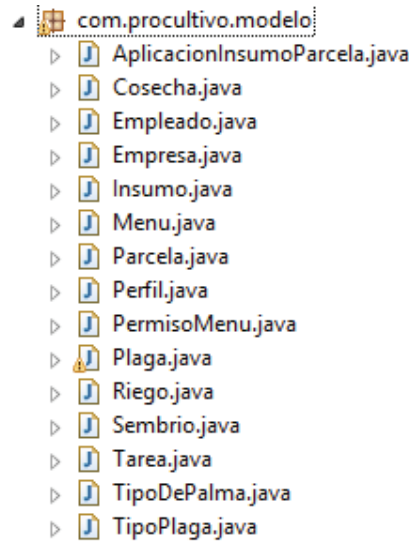 com.procultivo.modelo
AplicacionInsumoParcela.java
Cosecha.java
Empleado.java
Empresa.java
Insumo.java
Menu.java
Parcela.java
Perfil.java
PermisoMenu.java
Plaga.java
Riego.java
Sembrio.java
Tarea.java
TipoDePalma.java
TipoPlaga.java